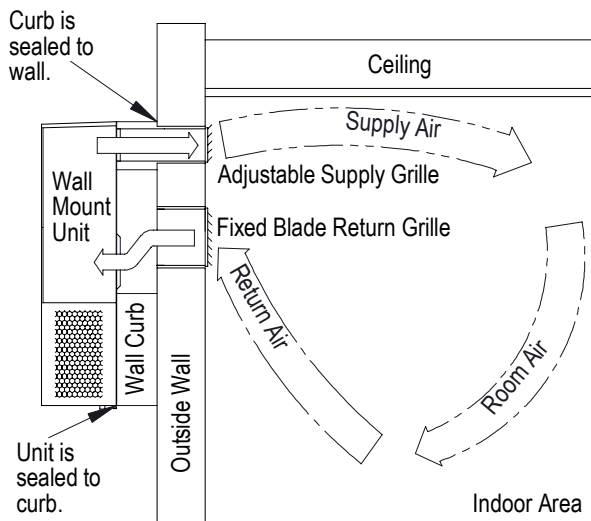 Curb is
sealed to
wall.
Ceiling
Supply Air
Adjustable Supply Grille
Wall
Mount
Unit
Fixed Blade Return Grille
Return Air
Room Air
Wall Curb
Outside Wall
Unit is
sealed to
curb.
Indoor Area